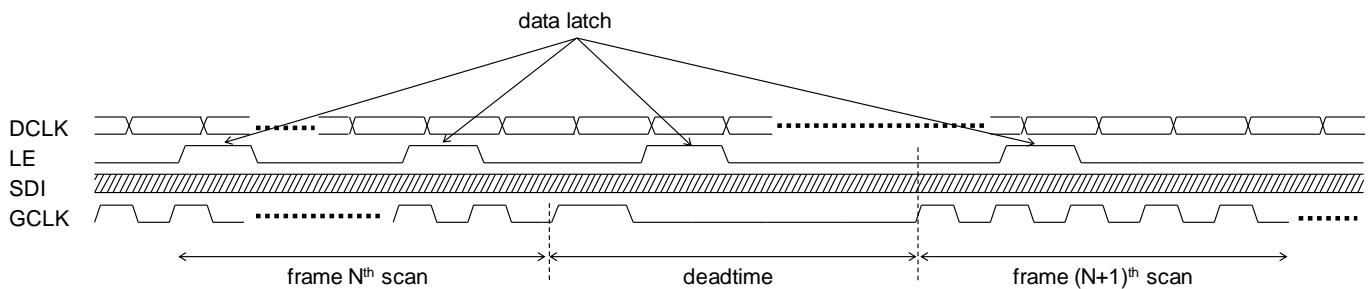 data latch
DCLK
LE
SDI
GCLK
frame Nth scan
deadtime
frame (N+1)th scan